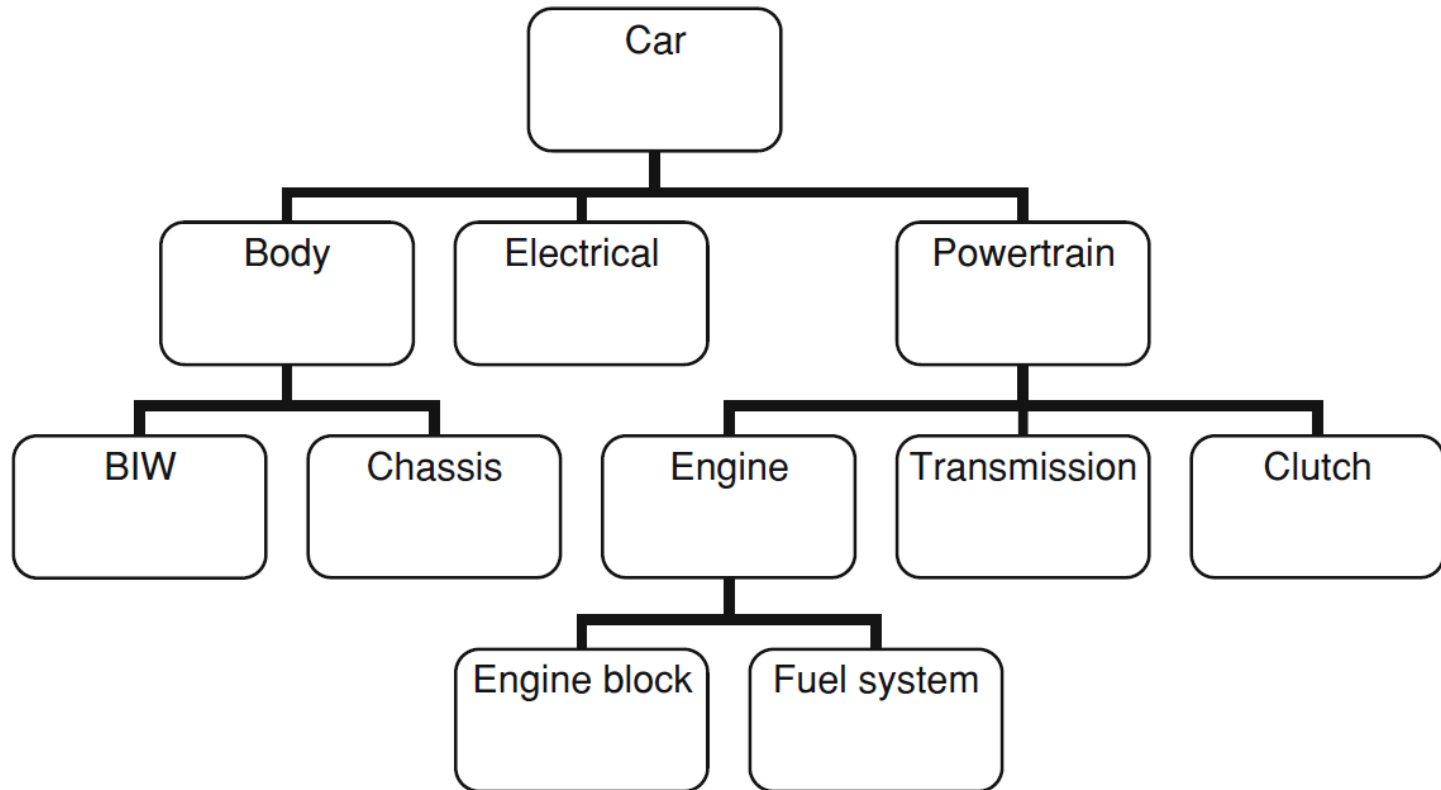 Car
Body
Electrical
Powertrain
BIW
Chassis
Engine
Transmission
Clutch
Engine block
Fuel system